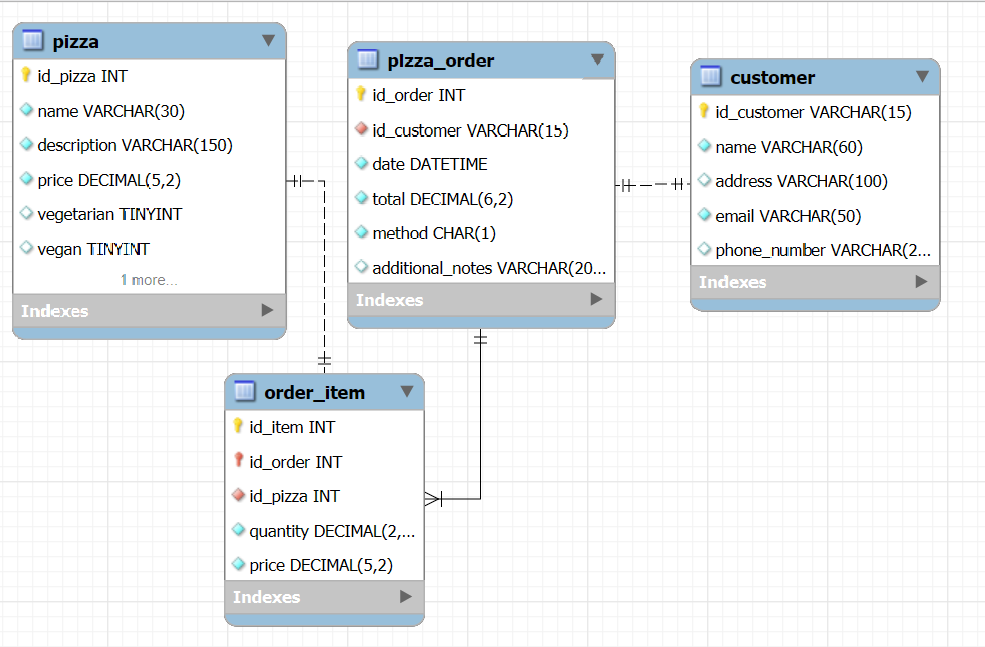 pizza
id_pizza INT
name VARCHAR(30)
description VARCHAR(150)
price DECIMAL(5,2)
vegetarian TINYINT
vegan TINYINT
1 more...
Indexes
pIzza_order
id_order INT
id_customer VARCHAR(15)
date DATETIME
total DECIMAL(6,2)
method CHAR(1)
additional_notes VARCHAR(20...
Indexes
customer
id_customer VARCHAR(15)
name VARCHAR(60)
address VARCHAR(100)
email VARCHAR(50)
phone_number VARCHAR(2...
Indexes
order_item
id_item INT
id_order INT
id_pizza INT
quantity DECIMAL(2,...
price DECIMAL(5,2)
Indexes